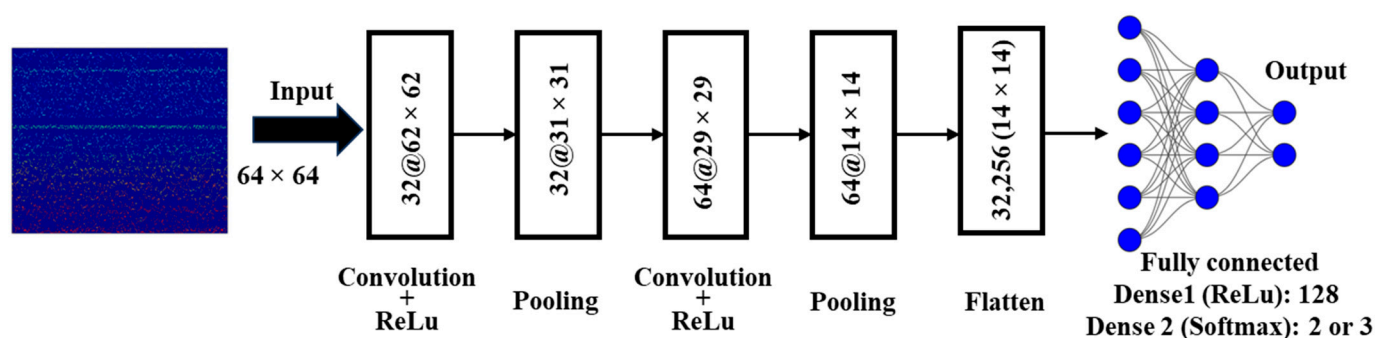 Input
64 × 64
32@62 × 62
Convolution
+
ReLu
32@31 × 31
Pooling
64@29 × 29
Convolution
+
ReLu
64@14 × 14
Pooling
32,256 (14 × 14)
Flatten
Output
Fully connected
Dense1 (ReLu): 128
Dense 2 (Softmax): 2 or 3